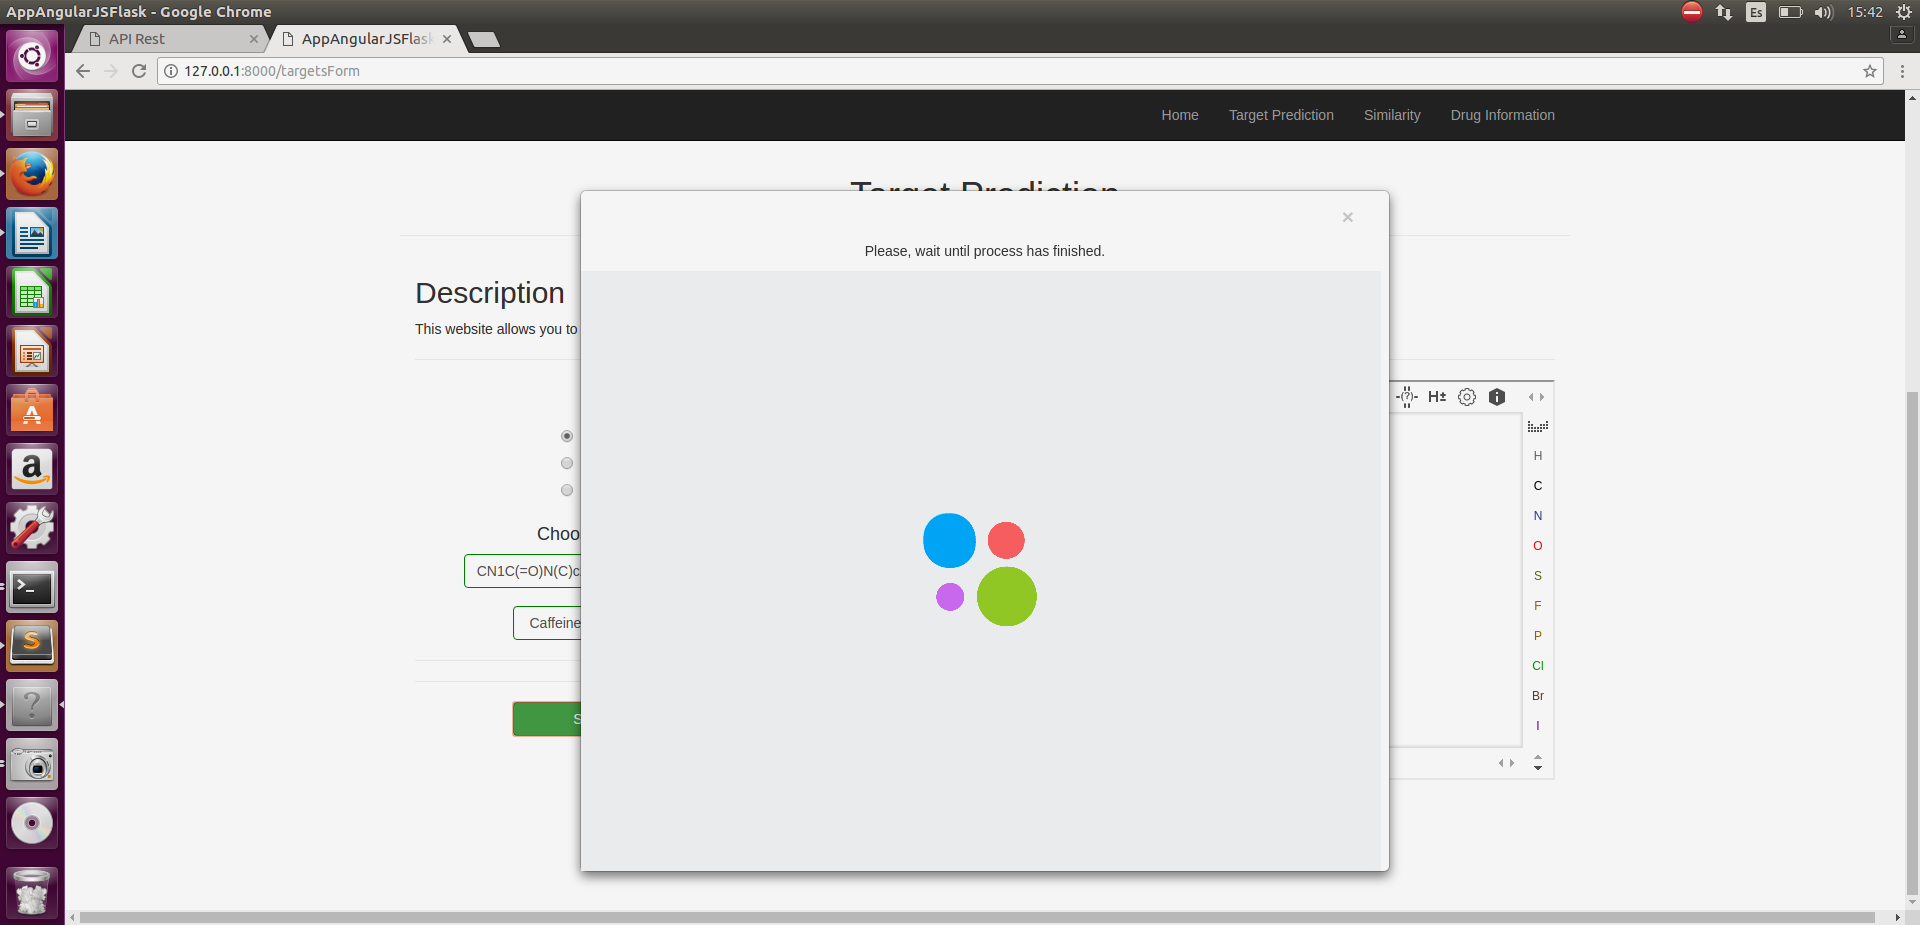 AppAngularJSFlask - Google Chrome
Es
15:42
API Rest
AppAngularJSFlask
127.0.0.1:8000/targetsForm
Home Target Prediction Similarity Drug Information
Target Prediction
Please, wait until process has finished.
Description
This website allows you to
H±
H
C
N
O
S
F
P
Cl
Br
I
Choo
CN1C(=O)N(C)c
Caffeine
S